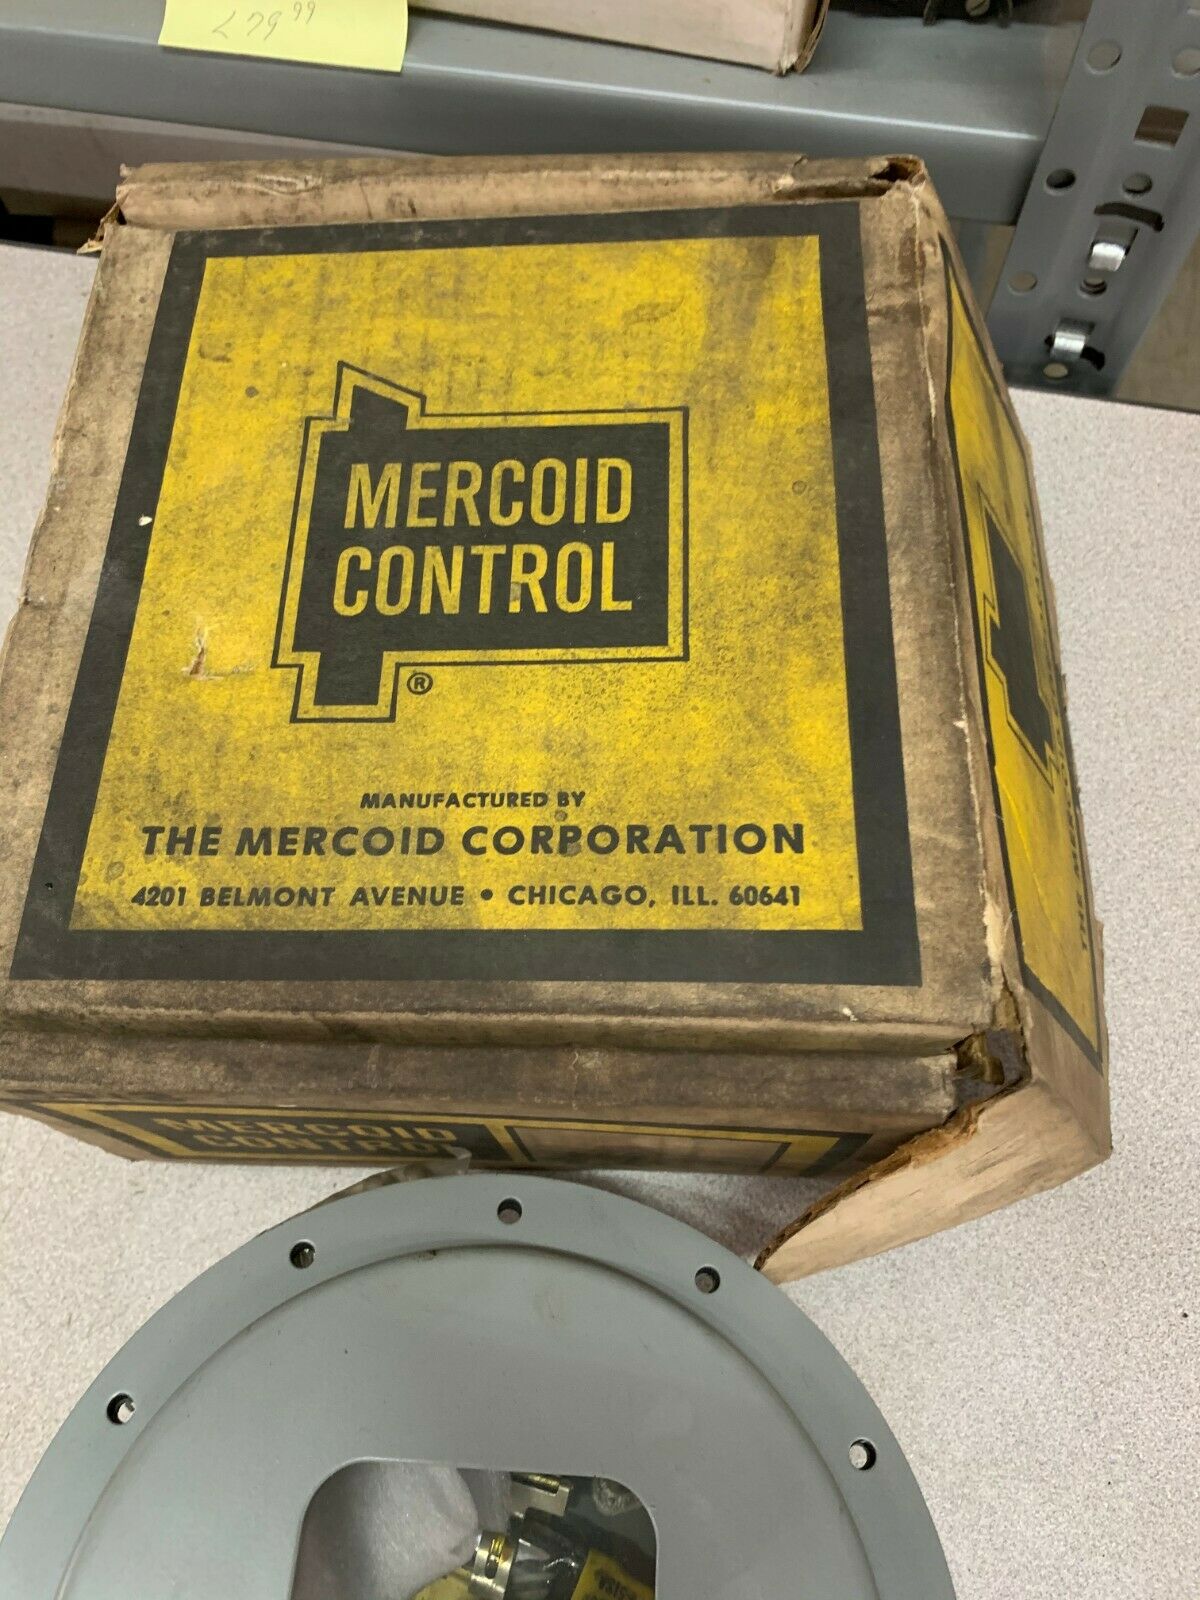 MERCOID
CONTROL
®
MANUFACTURED BY
THE MERCOID CORPORATION
4201 BELMONT AVENUE • CHICAGO, ILL. 60641
MERCOID
CONTROL